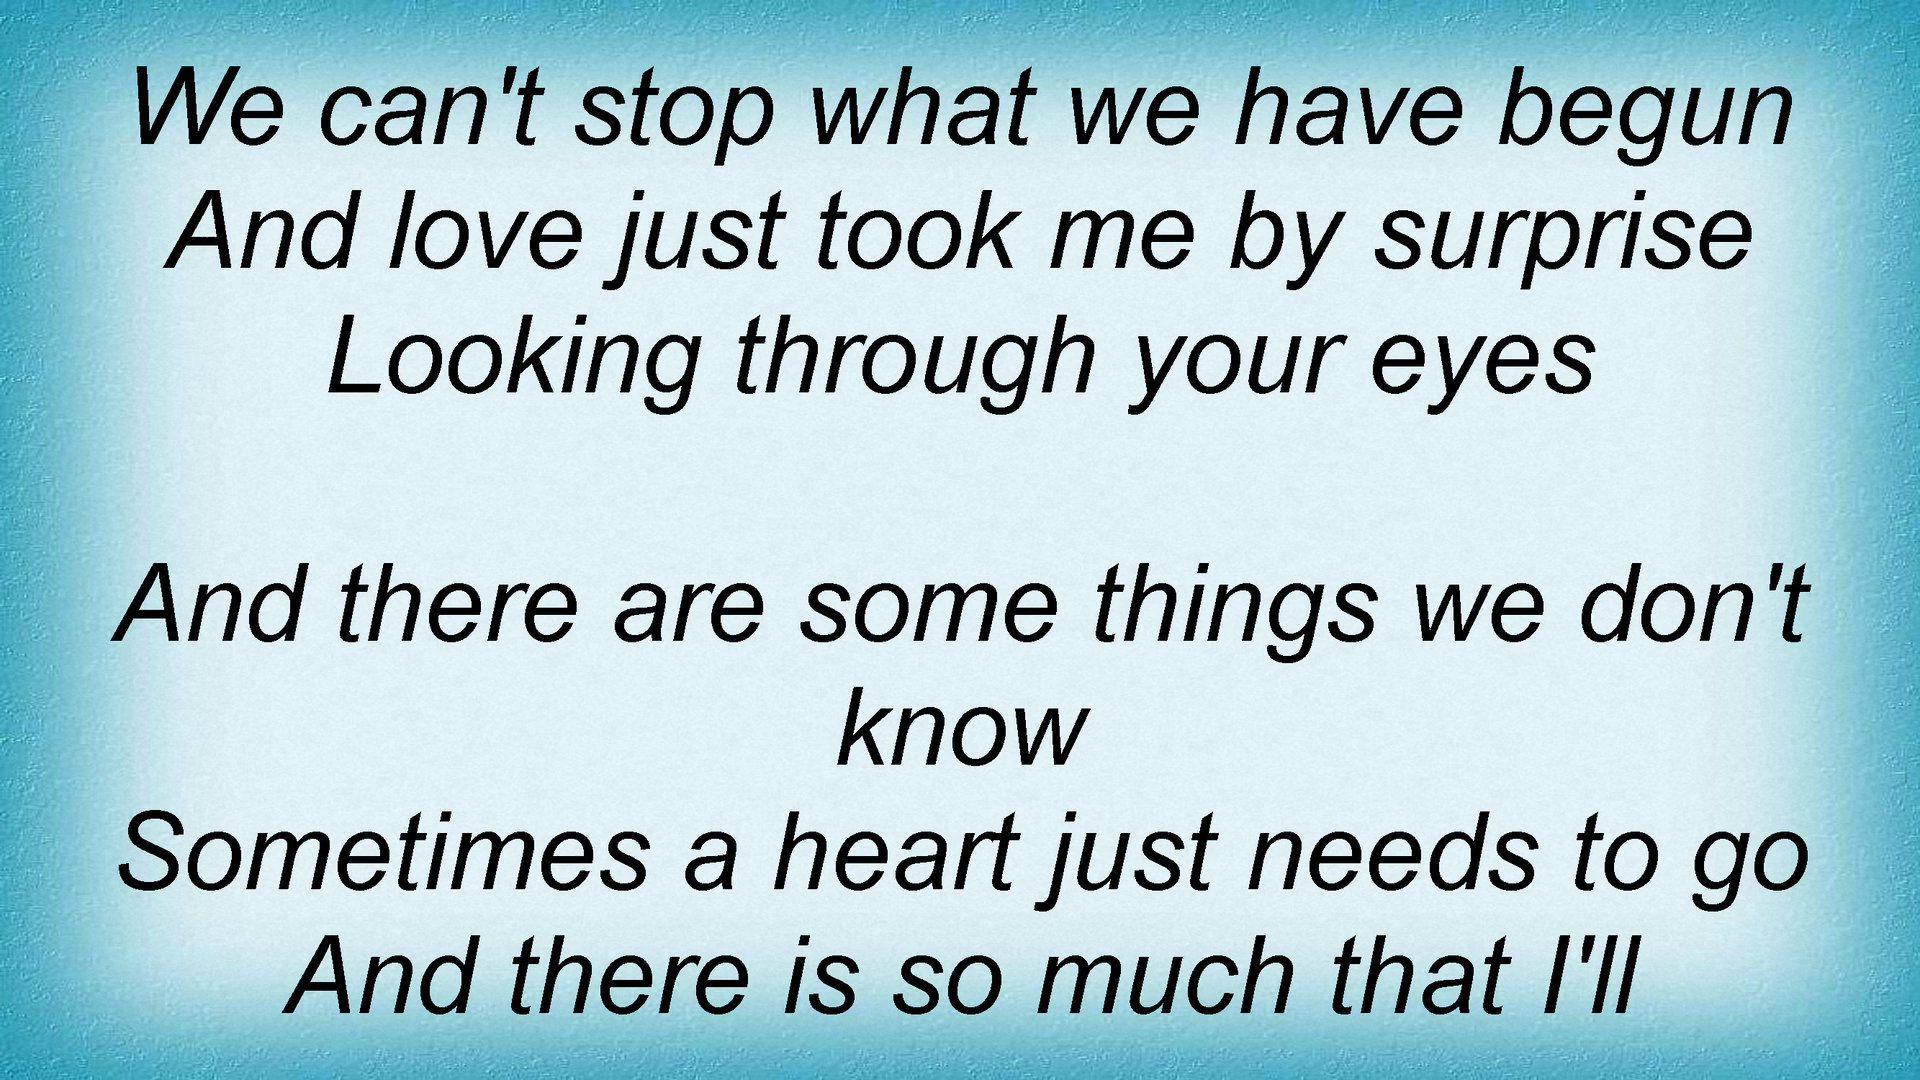 We can't stop what we have begun
And love just took me by surprise
Looking through your eyes
And there are some things we don't
know
Sometimes a heart just needs to go
And there is so much that I'll